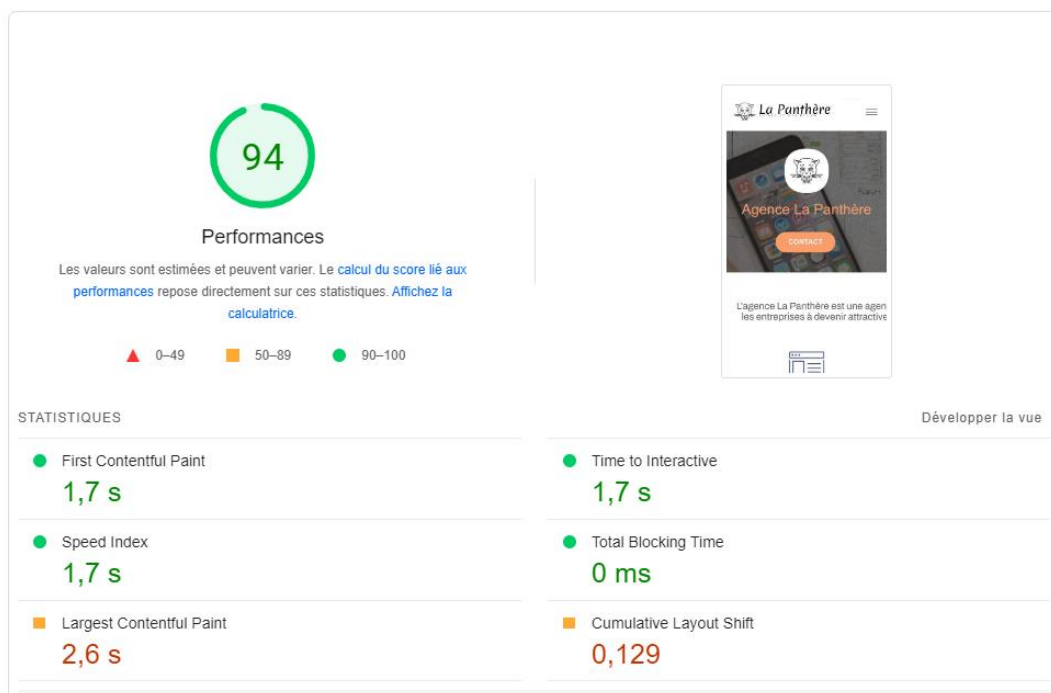 94
Performances
Les valeurs sont estimées et peuvent varier. Le calcul du score lié aux
performances repose directement sur ces statistiques. Affichez la
calculatrice.
0–49
50–89
90–100
La Panthère
Agence La Panthère
CONTACT
L'agence La Panthère est une agen
les entreprises à devenir attractive
STATISTIQUES
Développer la vue
First Contentful Paint
1,7 s
Time to Interactive
1,7 s
Speed Index
1,7 s
Total Blocking Time
0 ms
Largest Contentful Paint
2,6 s
Cumulative Layout Shift
0,129